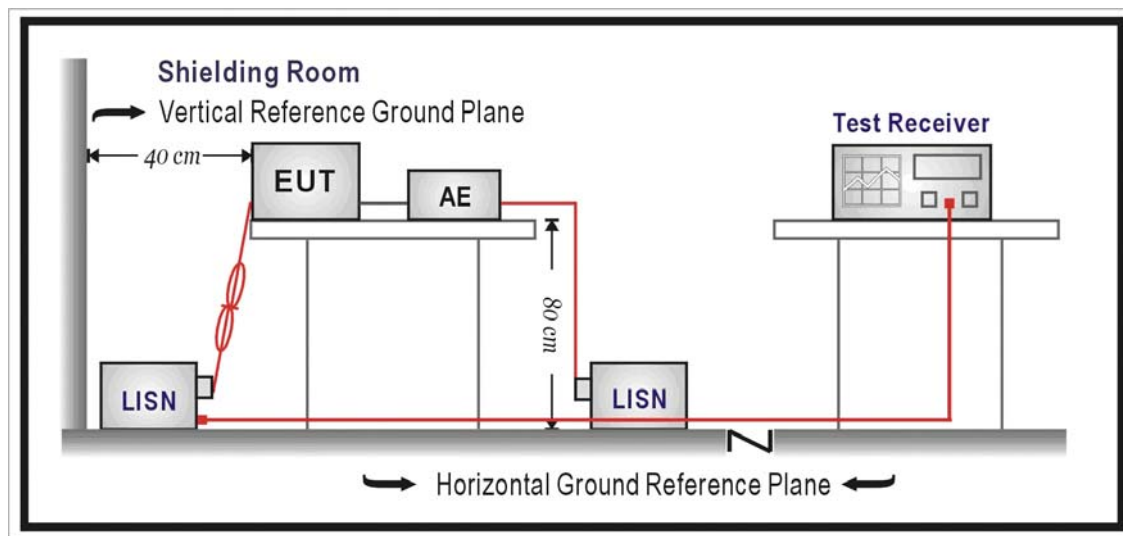 Shielding Room
Vertical Reference Ground Plane
Test Receiver
40 cm
EUT
AE
80 cm
LISN
LISN
Horizontal Ground Reference Plane